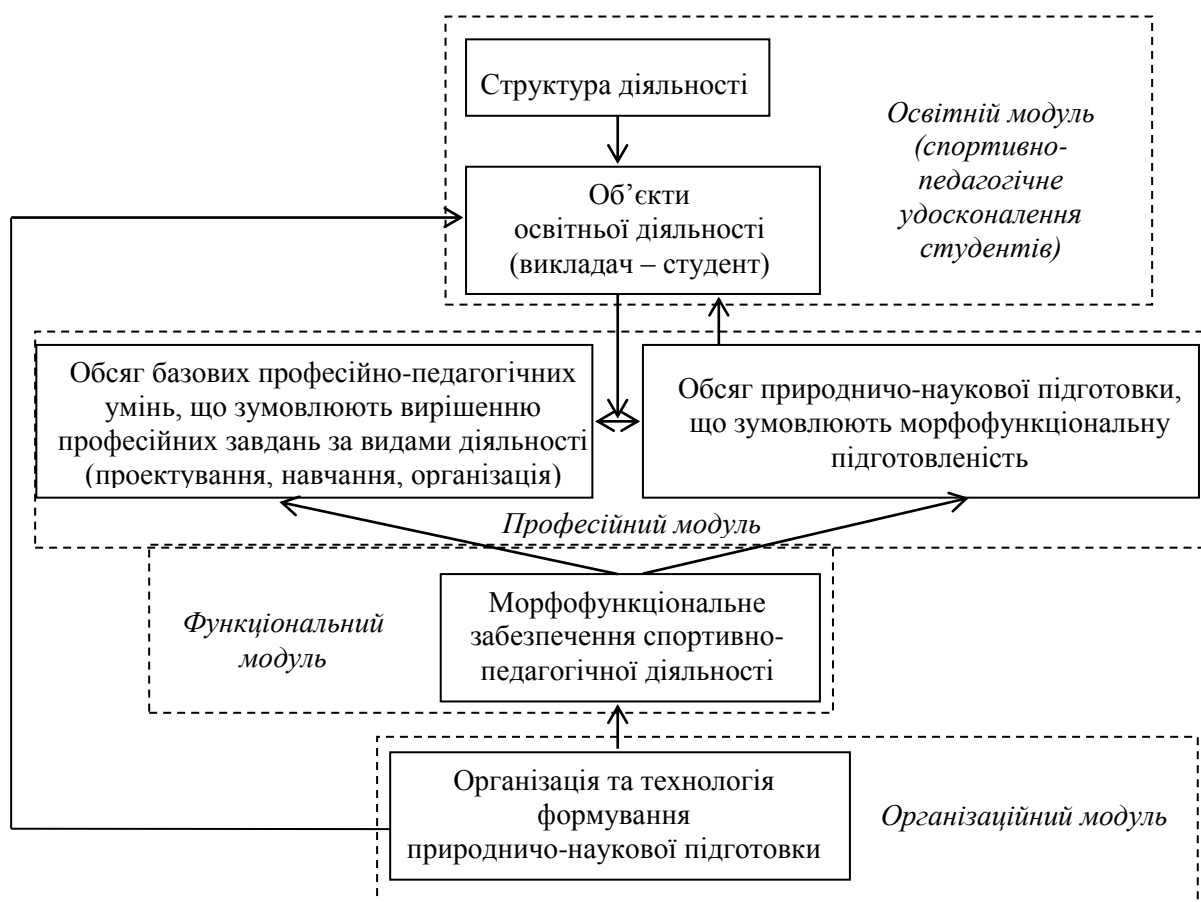 Структура діяльності
Освітній модуль
(спортивно-
педагогічне
удосконалення
студентів)
Об’єкти
освітньої діяльності
(викладач – студент)
Обсяг базових професійно-педагогічних
умінь, що зумовлюють вирішенню
професійних завдань за видами діяльності
(проектування, навчання, організація)
Обсяг природничо-наукової підготовки,
що зумовлюють морфофункціональну
підготовленість
Професійний модуль
Функціональний
модуль
Морфофункціональне
забезпечення спортивно-
педагогічної діяльності
Організація та технологія
формування
природничо-наукової підготовки
Організаційний модуль